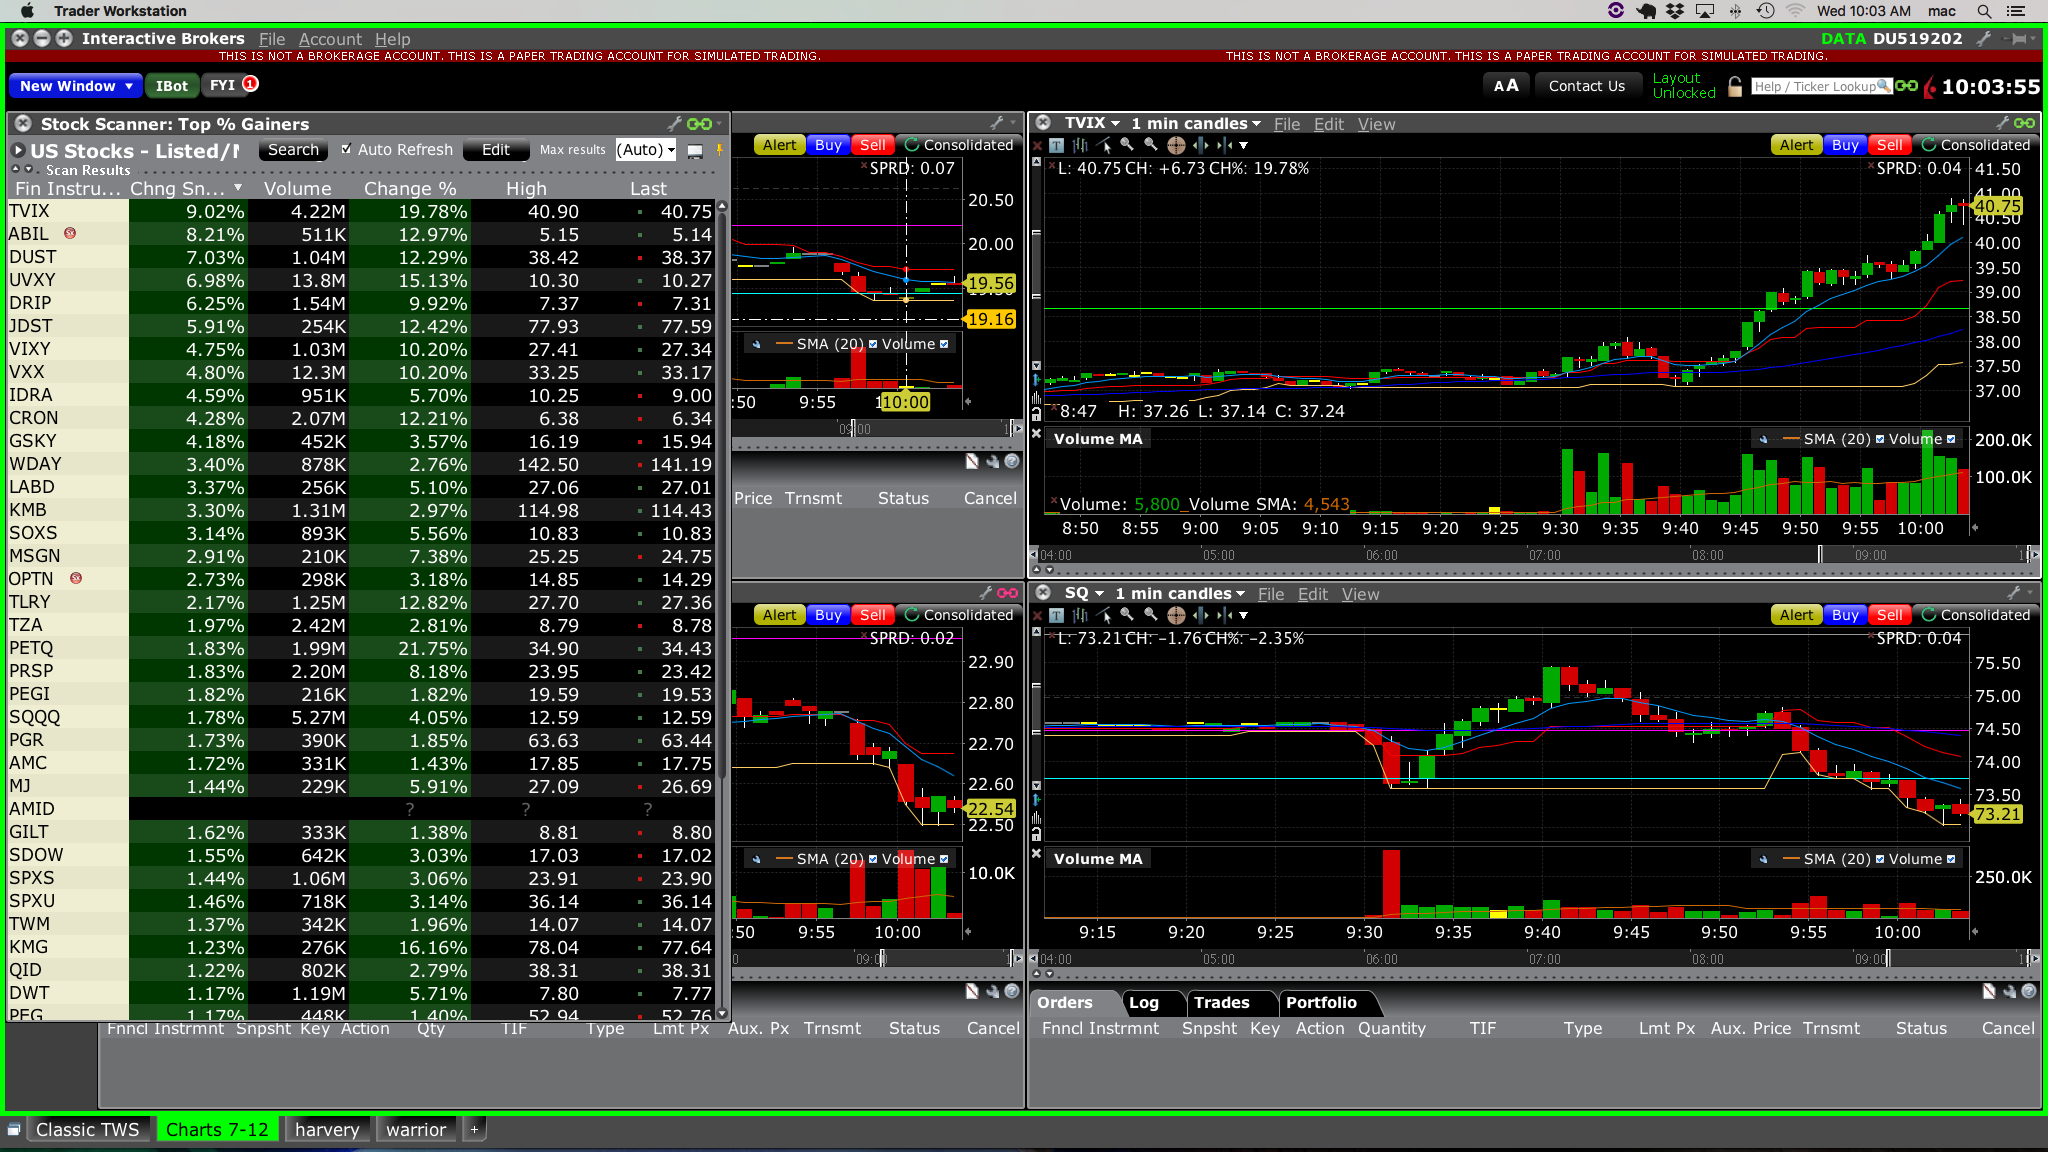 Trader Workstation
Wed 10:03 AM mac
Interactive Brokers File Account Help
DATA DU519202
THIS IS NOT A BROKERAGE ACCOUNT. THIS IS A PAPER TRADING ACCOUNT FOR SIMULATED TRADING.
THIS IS NOT A BROKERAGE ACCOUNT. THIS IS A PAPER TRADING ACCOUNT FOR SIMULATED TRADING.
New Window IBot FYI 1
AA Contact Us Layout Unlocked Help / Ticker Lookup 10:03:55
Stock Scanner: Top % Gainers
US Stocks - Listed/N Search Auto Refresh Edit Max results (Auto)
Scan Results
Fin Instru... Chng Sn... Volume Change % High Last
TVIX 9.02% 4.22M 19.78% 40.90 40.75
ABIL 8.21% 511K 12.97% 5.15 5.14
DUST 7.03% 1.04M 12.29% 38.42 38.37
UVXY 6.98% 13.8M 15.13% 10.30 10.27
DRIP 6.25% 1.54M 9.92% 7.37 7.31
JDST 5.91% 254K 12.42% 77.93 77.59
VIXY 4.75% 1.03M 10.20% 27.41 27.34
VXX 4.80% 12.3M 10.20% 33.25 33.17
IDRA 4.59% 951K 5.70% 10.25 9.00
CRON 4.28% 2.07M 12.21% 6.38 6.34
GSKY 4.18% 452K 3.57% 16.19 15.94
WDAY 3.40% 878K 2.76% 142.50 141.19
LABD 3.37% 256K 5.10% 27.06 27.01
KMB 3.30% 1.31M 2.97% 114.98 114.43
SOXS 3.14% 893K 5.56% 10.83 10.83
MSGN 2.91% 210K 7.38% 25.25 24.75
OPTN 2.73% 298K 3.18% 14.85 14.29
TLRY 2.17% 1.25M 12.82% 27.70 27.36
TZA 1.97% 2.42M 2.81% 8.79 8.78
PETQ 1.83% 1.99M 21.75% 34.90 34.43
PRSP 1.83% 2.20M 8.18% 23.95 23.42
PEGI 1.82% 216K 1.82% 19.59 19.53
SQQQ 1.78% 5.27M 4.05% 12.59 12.59
PGR 1.73% 390K 1.85% 63.63 63.44
AMC 1.72% 331K 1.43% 17.85 17.75
MJ 1.44% 229K 5.91% 27.09 26.69
AMID ? ? ?
GILT 1.62% 333K 1.38% 8.81 8.80
SDOW 1.55% 642K 3.03% 17.03 17.02
SPXS 1.44% 1.06M 3.06% 23.91 23.90
SPXU 1.46% 718K 3.14% 36.14 36.14
TWM 1.37% 342K 1.96% 14.07 14.07
KMG 1.23% 276K 16.16% 78.04 77.64
QID 1.22% 802K 2.79% 38.31 38.31
DWT 1.17% 1.19M 5.71% 7.80 7.77
PEG 1.17% 448K 1.40% 52.94 52.76
Fnncl Instrmnt Snpsht Key Action Qty TIF Type Lmt Px Aux. Px Trnsmt Status Cancel
Alert Buy Sell Consolidated
SPRD: 0.07
20.50
20.00
19.56
19.16
SMA (20) Volume
:50 9:55 10:00
09:00
Price Trnsmt Status Cancel
Alert Buy Sell Consolidated
SPRD: 0.02
22.90
22.80
22.70
22.60
22.54
22.50
SMA (20) Volume
10.0K
:50 9:55 10:00
09:00
TVIX 1 min candles File Edit View
Alert Buy Sell Consolidated
L: 40.75 CH: +6.73 CH%: 19.78%
SPRD: 0.04
41.50
41.00
40.75
40.50
40.00
39.50
39.00
38.50
38.00
37.50
37.00
8:47 H: 37.26 L: 37.14 C: 37.24
Volume MA
SMA (20) Volume
200.0K
100.0K
Volume: 5,800 Volume SMA: 4,543
8:50 8:55 9:00 9:05 9:10 9:15 9:20 9:25 9:30 9:35 9:40 9:45 9:50 9:55 10:00
04:00 05:00 06:00 07:00 08:00 09:00
SQ 1 min candles File Edit View
Alert Buy Sell Consolidated
L: 73.21 CH: −1.76 CH%: −2.35%
SPRD: 0.04
75.50
75.00
74.50
74.00
73.50
73.21
Volume MA
SMA (20) Volume
250.0K
9:15 9:20 9:25 9:30 9:35 9:40 9:45 9:50 9:55 10:00
04:00 05:00 06:00 07:00 08:00 09:00
Orders Log Trades Portfolio
Fnncl Instrmnt Snpsht Key Action Quantity TIF Type Lmt Px Aux. Price Trnsmt Status Cancel
Classic TWS Charts 7-12 harvery warrior +